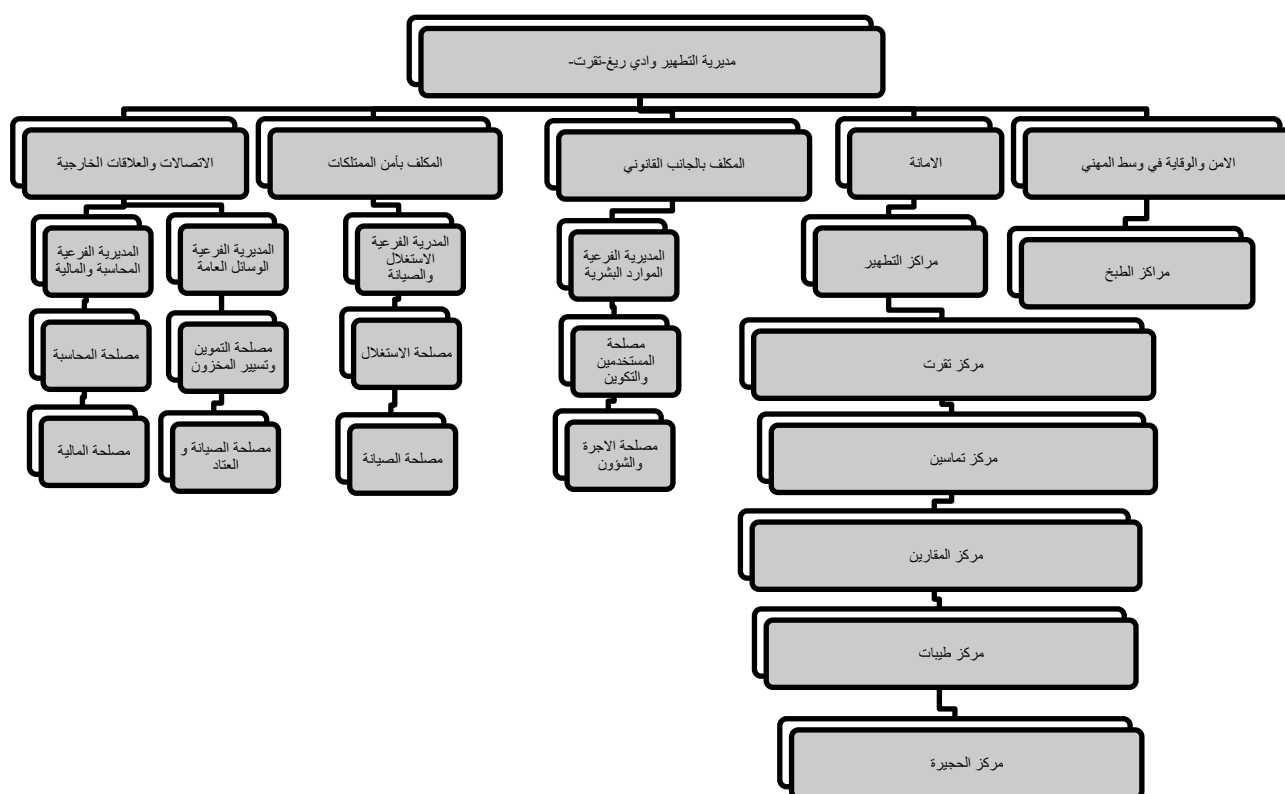 مديرية التطهير وادي ريغ-تقرت-
الامن والوقاية في وسط المهني
الامانة
المكلف بالجانب القانوني
المكلف بأمن الممتلكات
الاتصالات والعلاقات الخارجية
مراكز الطبخ
مراكز التطهير
المديرية الفرعية
الموارد البشرية
المدرية الفرعية
الاستغلال
والصيانة
المديرية الفرعية
الوسائل العامة
المديرية الفرعية
المحاسبة والمالية
مركز تقرت
مصلحة
المستخدمين
والتكوين
مصلحة الاستغلال
مصلحة التموين
وتسيير المخزون
مصلحة المحاسبة
مركز تماسين
مصلحة الاجرة
والشؤون
مصلحة الصيانة
مصلحة الصيانة و
العتاد
مصلحة المالية
مركز المقارين
مركز طيبات
مركز الحجيرة